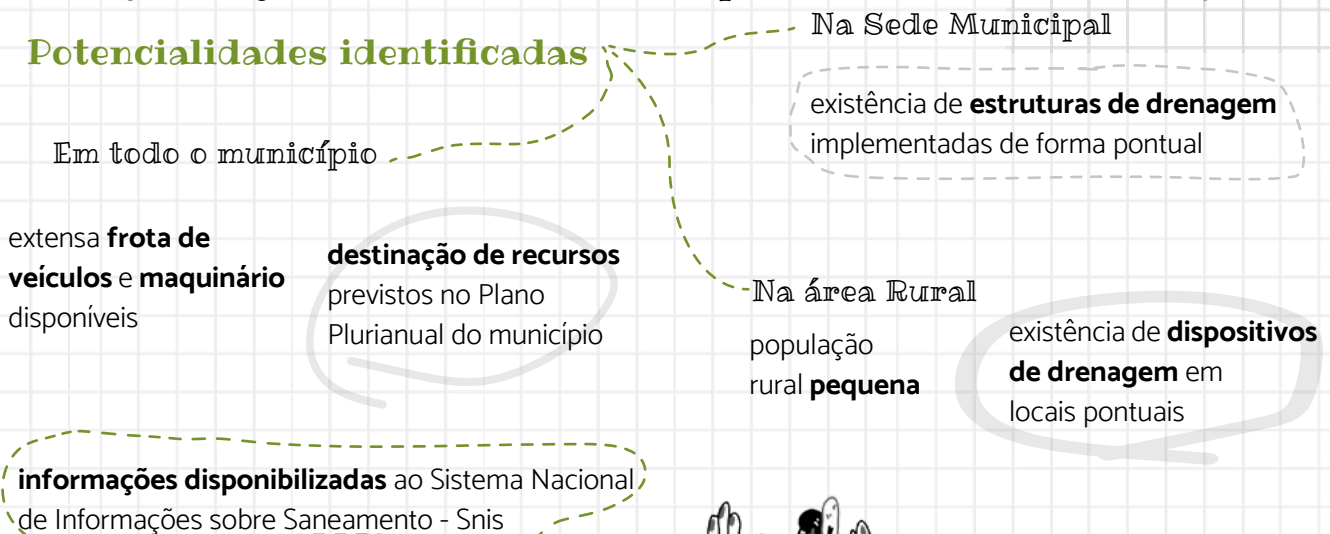 Potencialidades identificadas
Na Sede Municipal
existência de estruturas de drenagem
implementadas de forma pontual
Em todo o município
extensa frota de
veículos e maquinário
disponíveis
destinação de recursos
previstos no Plano
Plurianual do município
Na área Rural
população
rural pequena
existência de dispositivos
de drenagem em
locais pontuais
informações disponibilizadas ao Sistema Nacional
de Informações sobre Saneamento - Snis